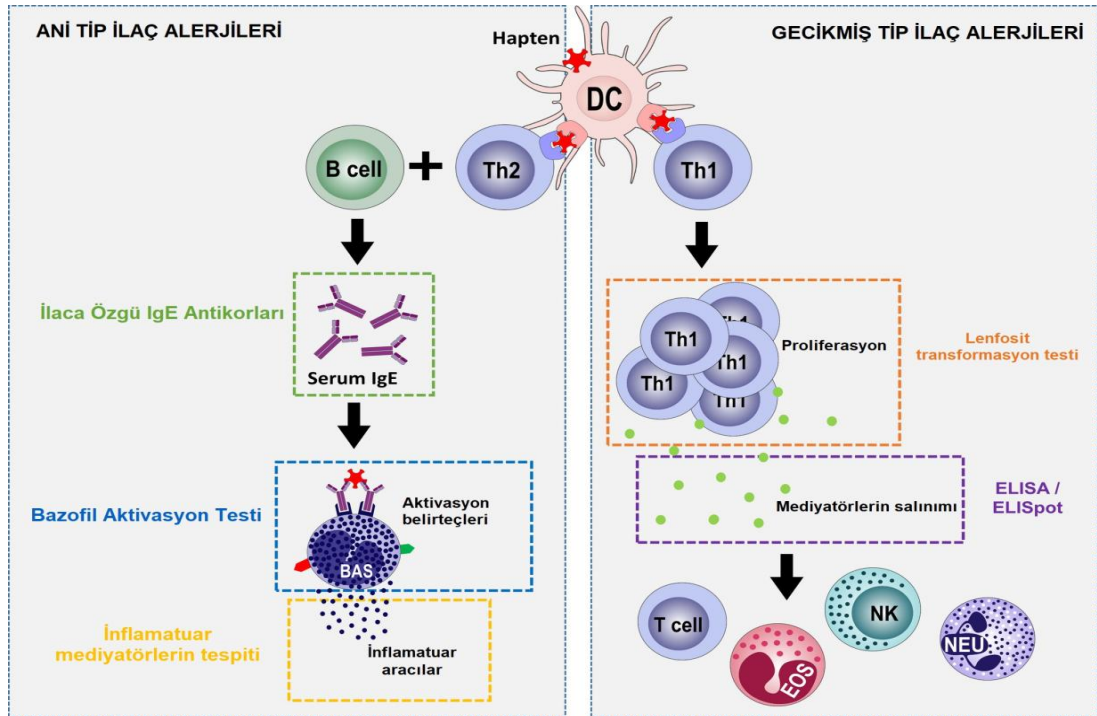 ANİ TİP İLAÇ ALERJİLERİ
GECİKMİŞ TİP İLAÇ ALERJİLERİ
Hapten
DC
B cell
+
Th2
Th1
İlaca Özgü IgE Antikorları
Serum IgE
Th1
Th1
Th1
Th1
Th1
Proliferasyon
Lenfosit
transformasyon testi
Bazofil Aktivasyon Testi
Aktivasyon
belirteçleri
BAS
Mediyatörlerin salınımı
ELISA /
ELISpot
İnflamatuar
mediyatörlerin tespiti
İnflamatuar
aracılar
T cell
EOS
NK
NEU